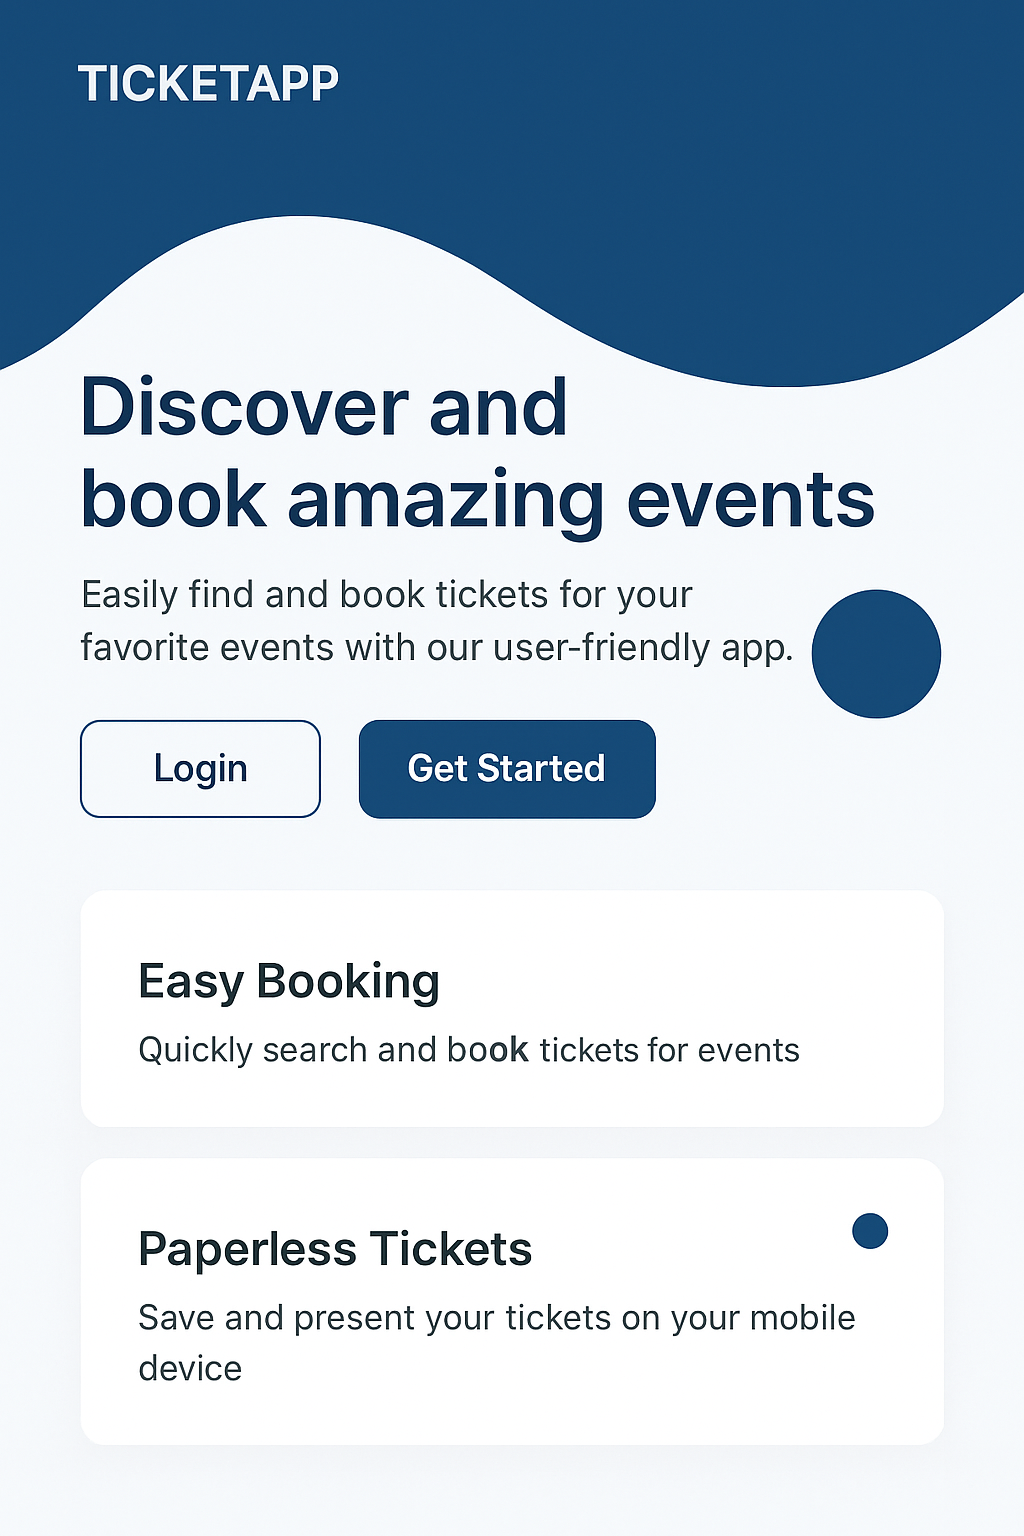 TICKETAPP
Discover and
book amazing events
Easily find and book tickets for your
favorite events with our user-friendly app.
Login
Get Started
Easy Booking
Quickly search and book tickets for events
Paperless Tickets
Save and present your tickets on your mobile
device